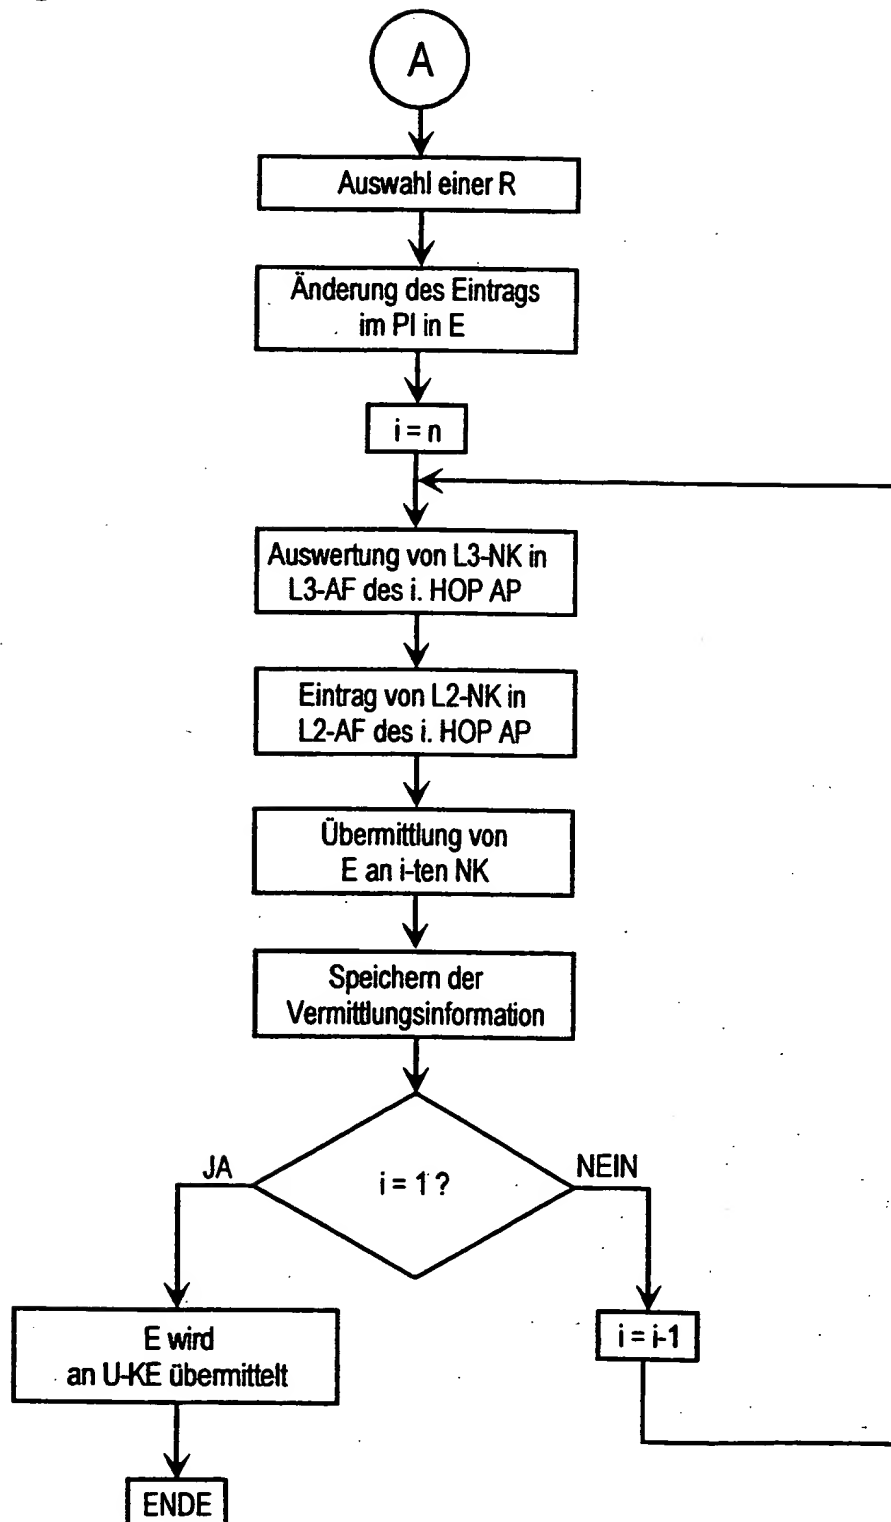 A
Auswahl einer R
Änderung des Eintrags
im PI in E
i = n
Auswertung von L3-NK in
L3-AF des i. HOP AP
Eintrag von L2-NK in
L2-AF des i. HOP AP
Übermittlung von
E an i-ten NK
Speichern der
Vermittlungsinformation
i = 1 ?
JA
NEIN
E wird
an U-KE übermittelt
i = i-1
ENDE